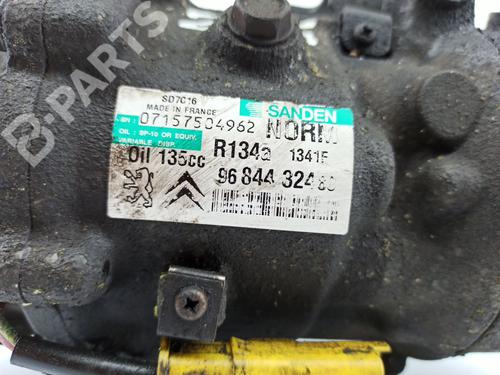 B-PARTS
SD7C16
MADE IN FRANCE
SANDEN
SN: 07157504962 NORM
OIL : SP-10 OR EQUIV.
VARIABLE DISP.
Oil 135cc R134a 1341F
96 844 324 80